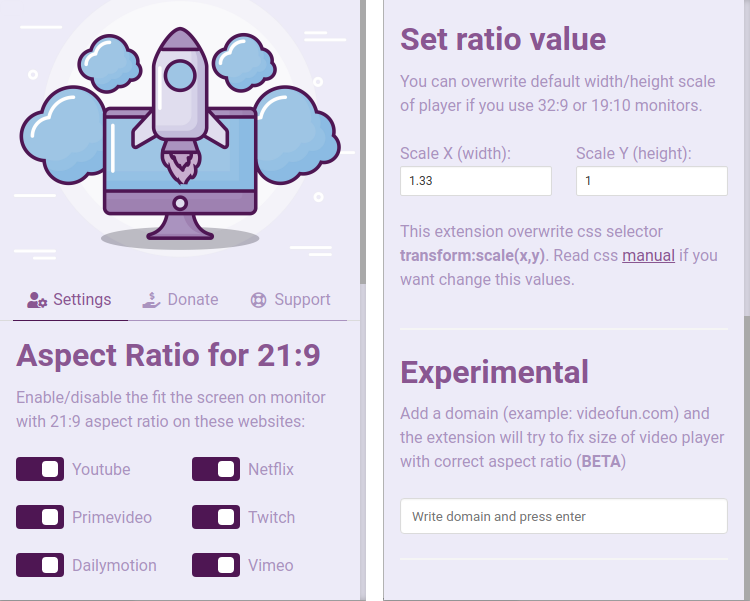 Settings
Donate
Support
Aspect Ratio for 21:9
Enable/disable the fit the screen on monitor
with 21:9 aspect ratio on these websites:
Youtube
Netflix
Primevideo
Twitch
Dailymotion
Vimeo
Set ratio value
You can overwrite default width/height scale
of player if you use 32:9 or 19:10 monitors.
Scale X (width):
Scale Y (height):
1.33
1
This extension overwrite css selector
transform:scale(x,y). Read css manual if you
want change this values.
Experimental
Add a domain (example: videofun.com) and
the extension will try to fix size of video player
with correct aspect ratio (BETA)
Write domain and press enter